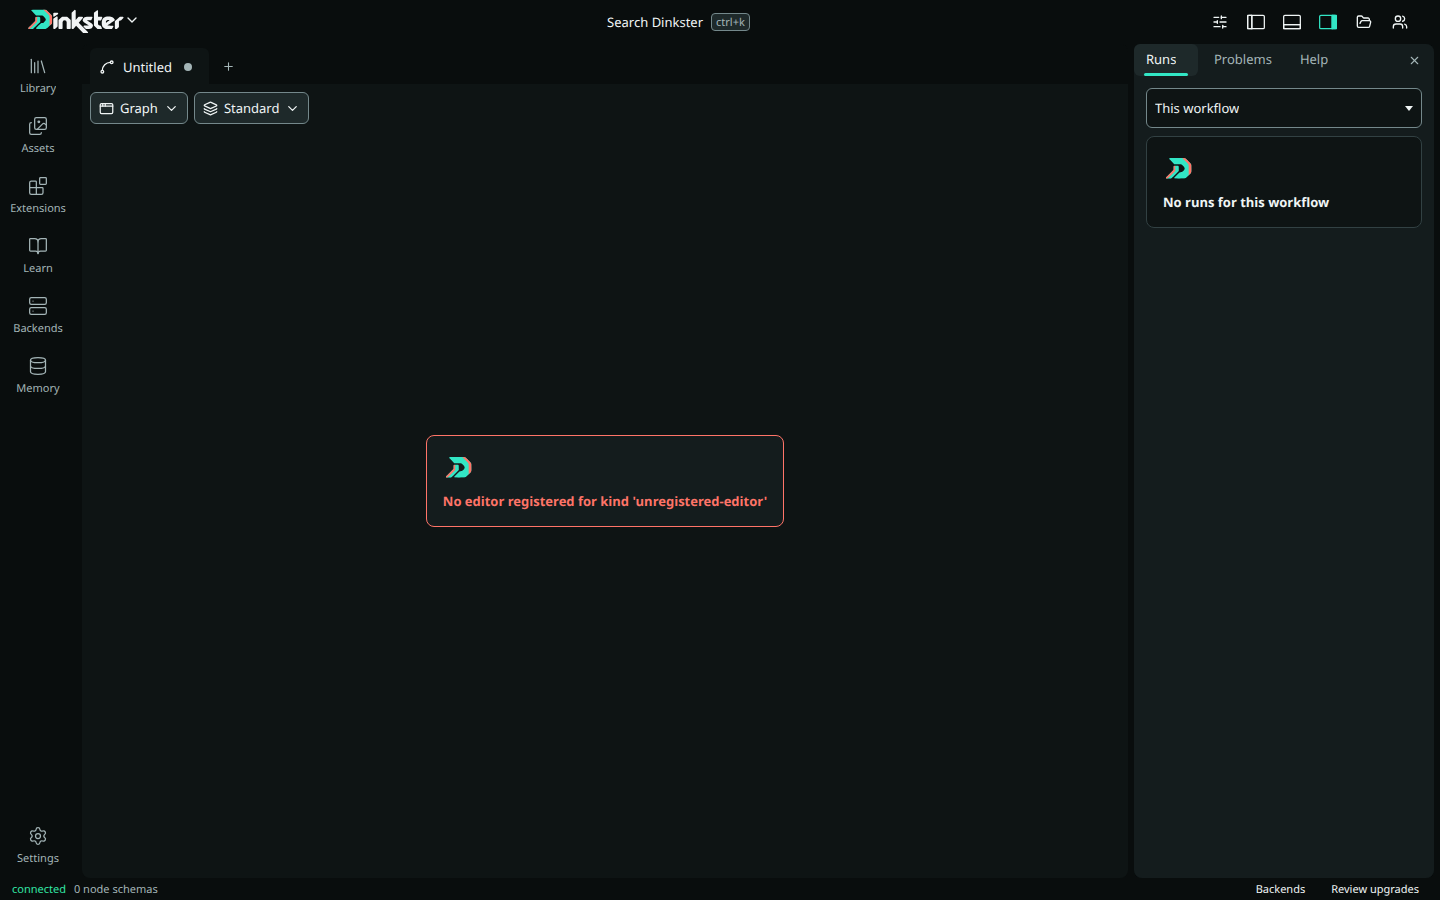 Dinkster
Search Dinkster ctrl+k
Library
Assets
Extensions
Learn
Backends
Memory
Settings
Untitled
Graph
Standard
No editor registered for kind 'unregistered-editor'
Runs Problems Help
This workflow
No runs for this workflow
connected 0 node schemas
Backends Review upgrades